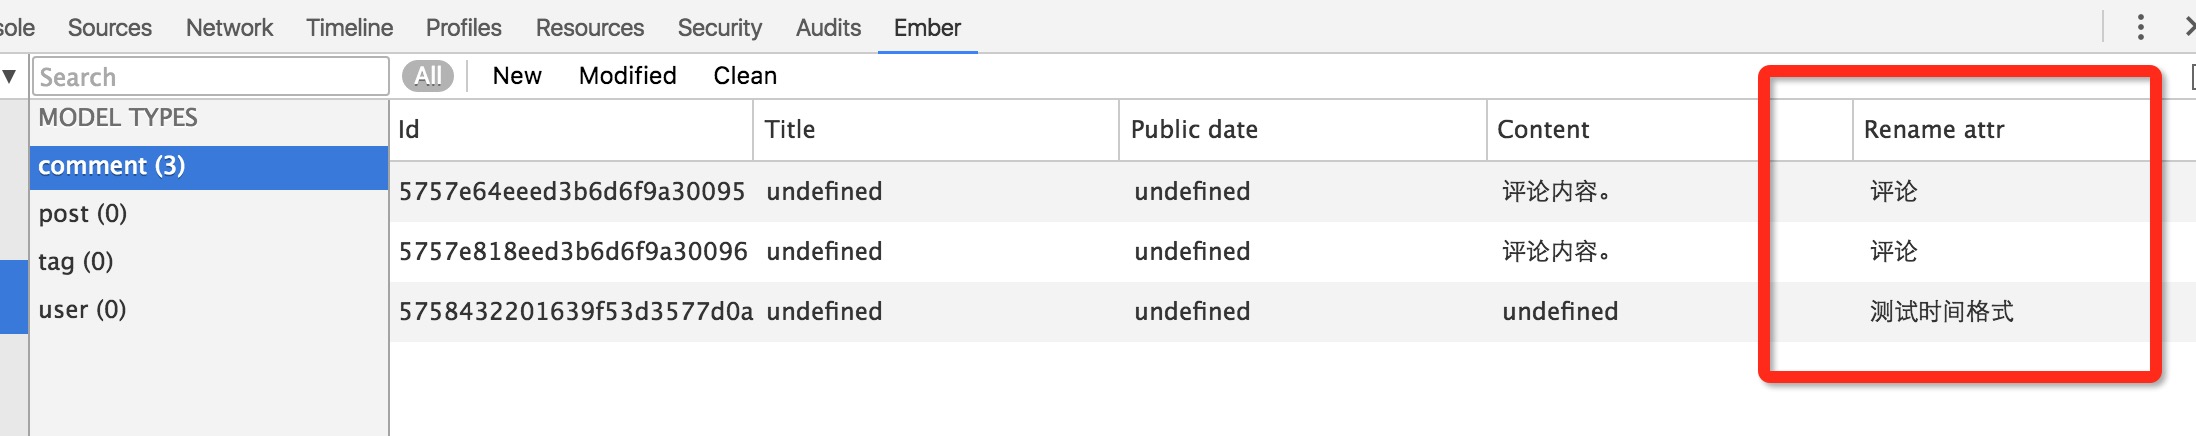 sole Sources Network Timeline Profiles Resources Security Audits Ember
Search All New Modified Clean
MODEL TYPES
comment (3)
post (0)
tag (0)
user (0)
Id Title Public date Content Rename attr
5757e64eeed3b6d6f9a30095 undefined undefined 评论内容。 评论
5757e818eed3b6d6f9a30096 undefined undefined 评论内容。 评论
5758432201639f53d3577d0a undefined undefined undefined 测试时间格式